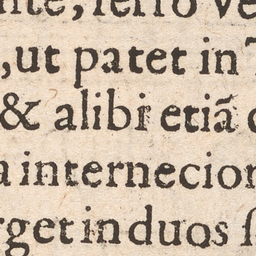 nte, ferro ve
, ut patet in
& alibi etiã
a internecion
rget in duos ſ